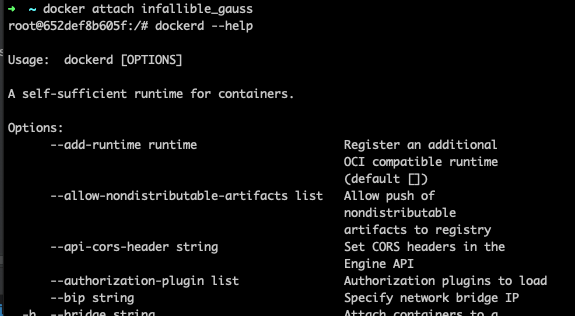 ➜  ~ docker attach infallible_gauss
root@652def8b605f:/# dockerd --help

Usage:  dockerd [OPTIONS]

A self-sufficient runtime for containers.

Options:
      --add-runtime runtime                   Register an additional
                                              OCI compatible runtime
                                              (default [])
      --allow-nondistributable-artifacts list   Allow push of
                                              nondistributable
                                              artifacts to registry
      --api-cors-header string                Set CORS headers in the
                                              Engine API
      --authorization-plugin list             Authorization plugins to load
      --bip string                            Specify network bridge IP
  -b, --bridge string                         Attach containers to a